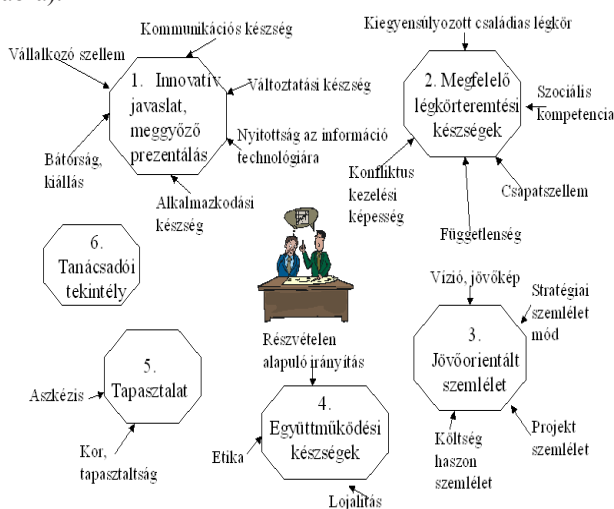 Kommunikációs készség
Vállalkozó szellem
1. Innovatív
javaslat,
meggyőző
prezentálás
Változtatási készség
Nyitottság az információ
technológiára
Bátorság,
kiállás
Alkalmazkodási
készség
Kiegyensúlyozott családias légkör
2. Megfelelő
légkörteremtési
készségek
Szociális
kompetencia
Konfliktus
kezelési
képesség
Csapatszellem
Függetlenség
6.
Tanácsadói
tekintély
Vízió, jövőkép
Stratégiai
szemlélet
mód
3.
Jövőorientált
szemlélet
Költség
haszon
szemlélet
Projekt
szemlélet
5.
Tapasztalat
Aszkézis
Kor,
tapasztaltság
Részvételen
alapuló irányítás
4.
Együttműködési
készségek
Etika
Lojalitás